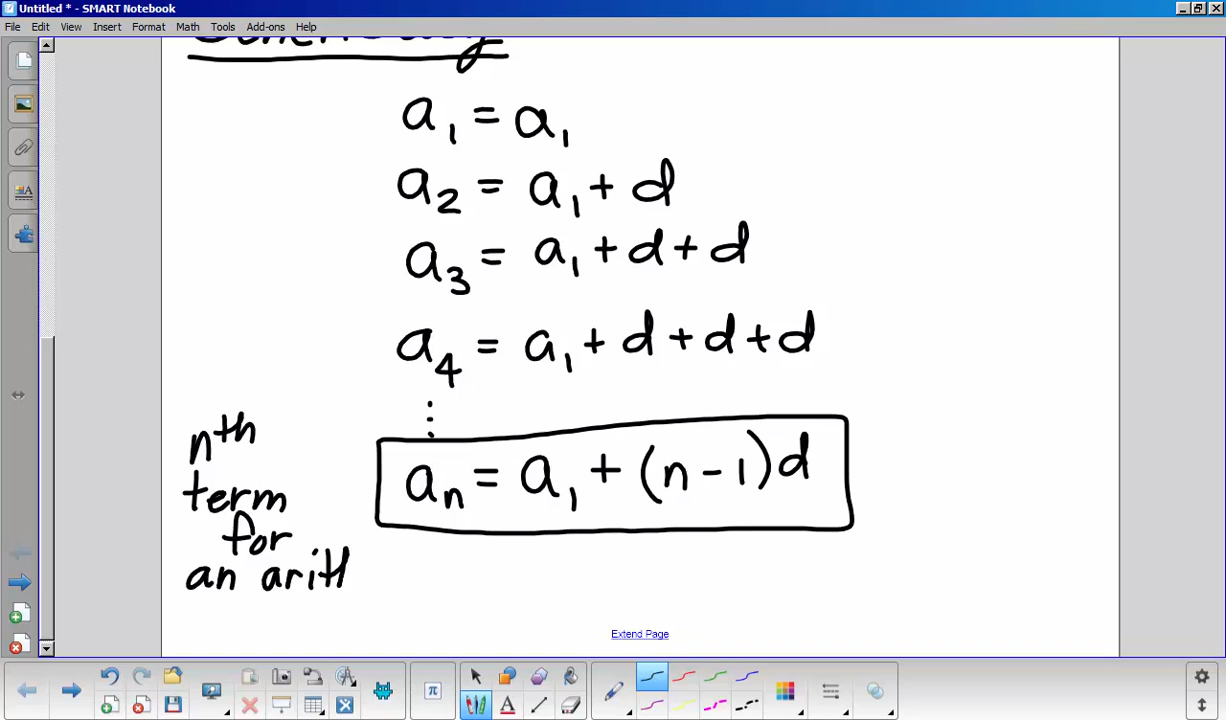 Untitled * - SMART Notebook
File Edit View Insert Format Math Tools Add-ons Help
a₁ = a₁
a₂ = a₁ + d
a₃ = a₁ + d + d
a₄ = a₁ + d + d + d
⋮
aₙ = a₁ + (n - 1)d
nᵗʰ
term
for
an arith
Extend Page
π
A